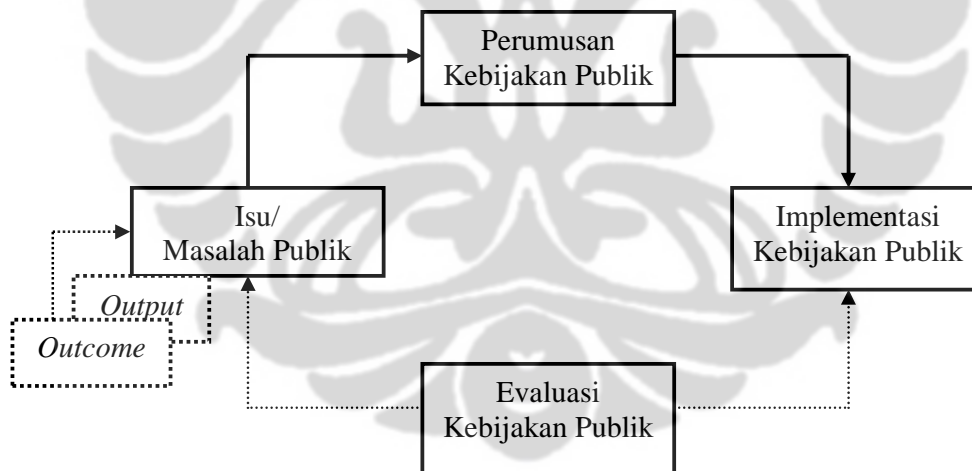 Perumusan
Kebijakan Publik
Isu/
Masalah Publik
Implementasi
Kebijakan Publik
Output
Outcome
Evaluasi
Kebijakan Publik